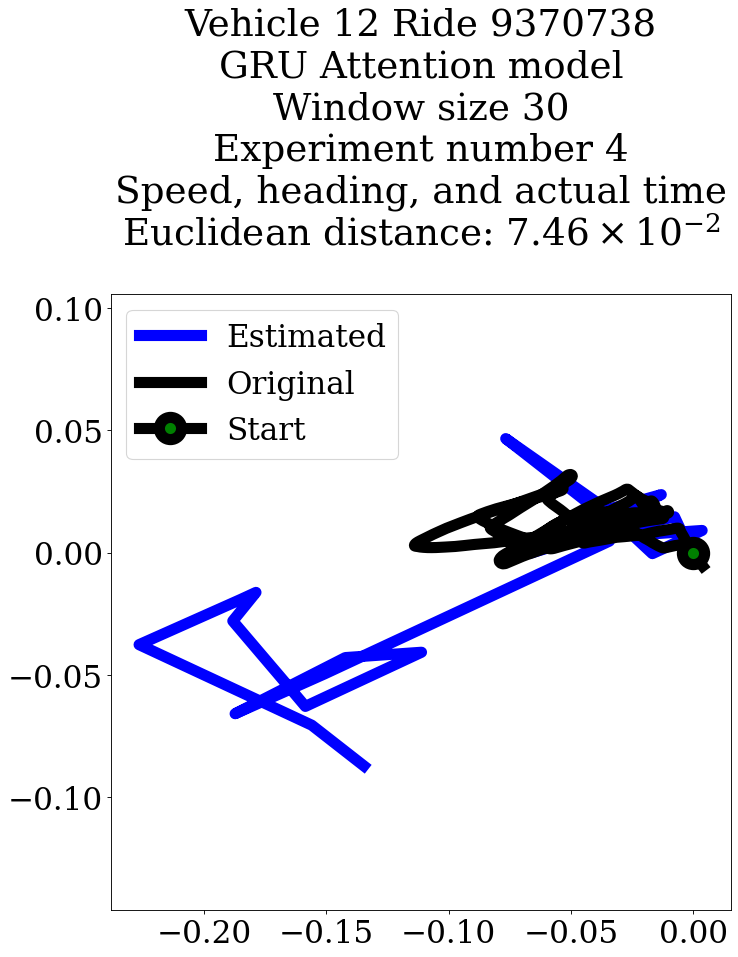 Vehicle 12 Ride 9370738
GRU Attention model
Window size 30
Experiment number 4
Speed, heading, and actual time
Euclidean distance: 7.46 × 10⁻²
Estimated
Original
Start
0.10
0.05
0.00
−0.05
−0.10
−0.20 −0.15 −0.10 −0.05 0.00